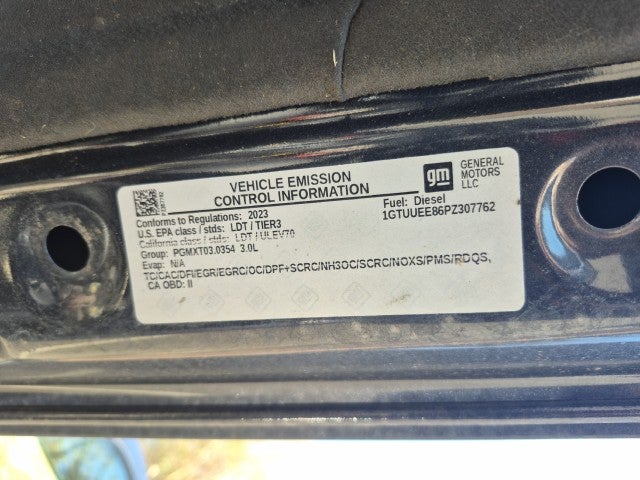 VEHICLE EMISSION
CONTROL INFORMATION
gm
GENERAL
MOTORS
LLC
Conforms to Regulations: 2023
U.S. EPA class / stds: LDT / TIER3
California class / stds: LDT / ULEV70
Group: PGMXT03.0354 3.0L
Evap: N/A
Fuel: Diesel
1GTUUEE86PZ307762
TC/CAC/DFI/EGR/EGRC/OC/DPF+SCRC/NH3OC/SCRC/NOXS/PMS/RDQS,
CA OBD: II